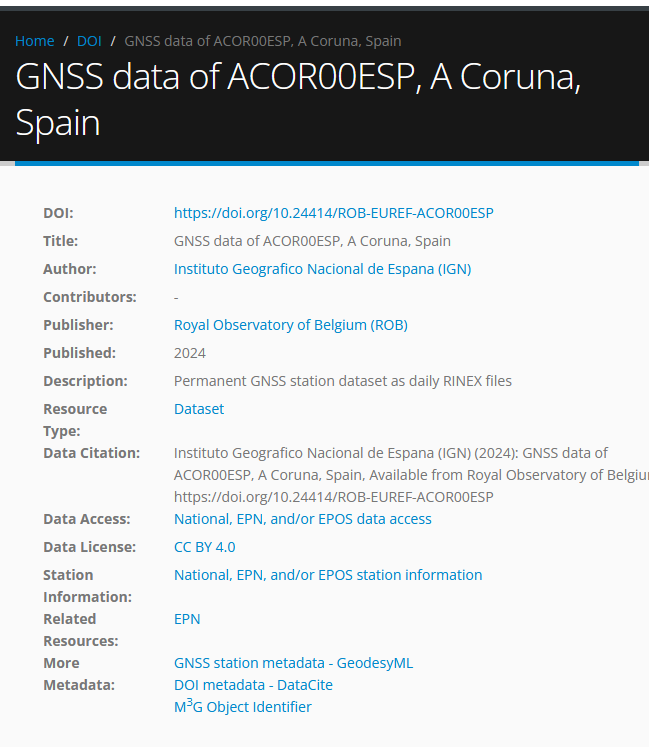 Home / DOI / GNSS data of ACOR00ESP, A Coruna, Spain
GNSS data of ACOR00ESP, A Coruna,
Spain
DOI: https://doi.org/10.24414/ROB-EUREF-ACOR00ESP
Title: GNSS data of ACOR00ESP, A Coruna, Spain
Author: Instituto Geografico Nacional de Espana (IGN)
Contributors: -
Publisher: Royal Observatory of Belgium (ROB)
Published: 2024
Description: Permanent GNSS station dataset as daily RINEX files
Resource Type: Dataset
Data Citation: Instituto Geografico Nacional de Espana (IGN) (2024): GNSS data of
ACOR00ESP, A Coruna, Spain, Available from Royal Observatory of Belgiu
https://doi.org/10.24414/ROB-EUREF-ACOR00ESP
Data Access: National, EPN, and/or EPOS data access
Data License: CC BY 4.0
Station Information: National, EPN, and/or EPOS station information
Related Resources: EPN
More Metadata: GNSS station metadata - GeodesyML
DOI metadata - DataCite
M³G Object Identifier